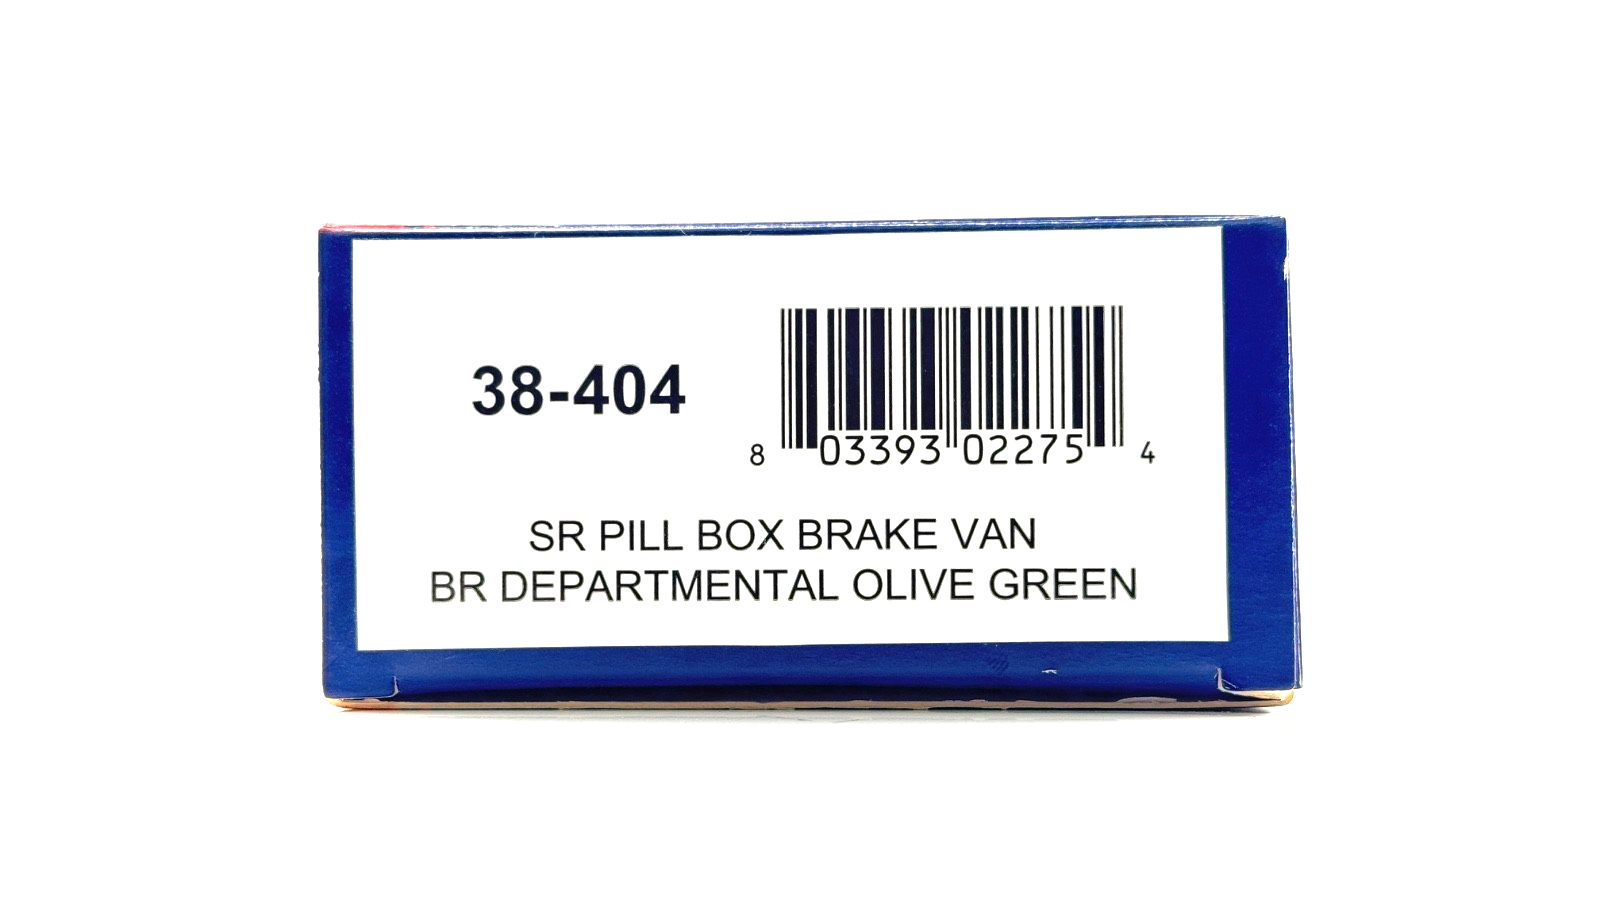 38-404
8 03393 02275 4
SR PILL BOX BRAKE VAN
BR DEPARTMENTAL OLIVE GREEN